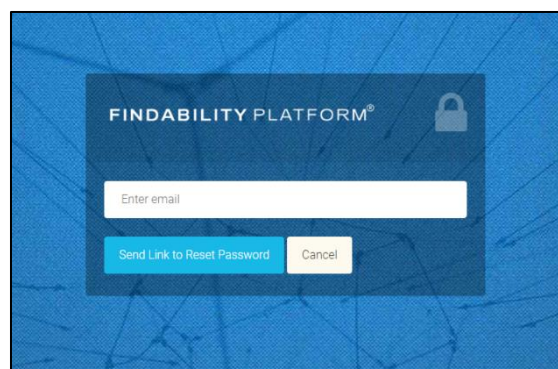 FINDABILITY PLATFORM®
Enter email
Send Link to Reset Password Cancel